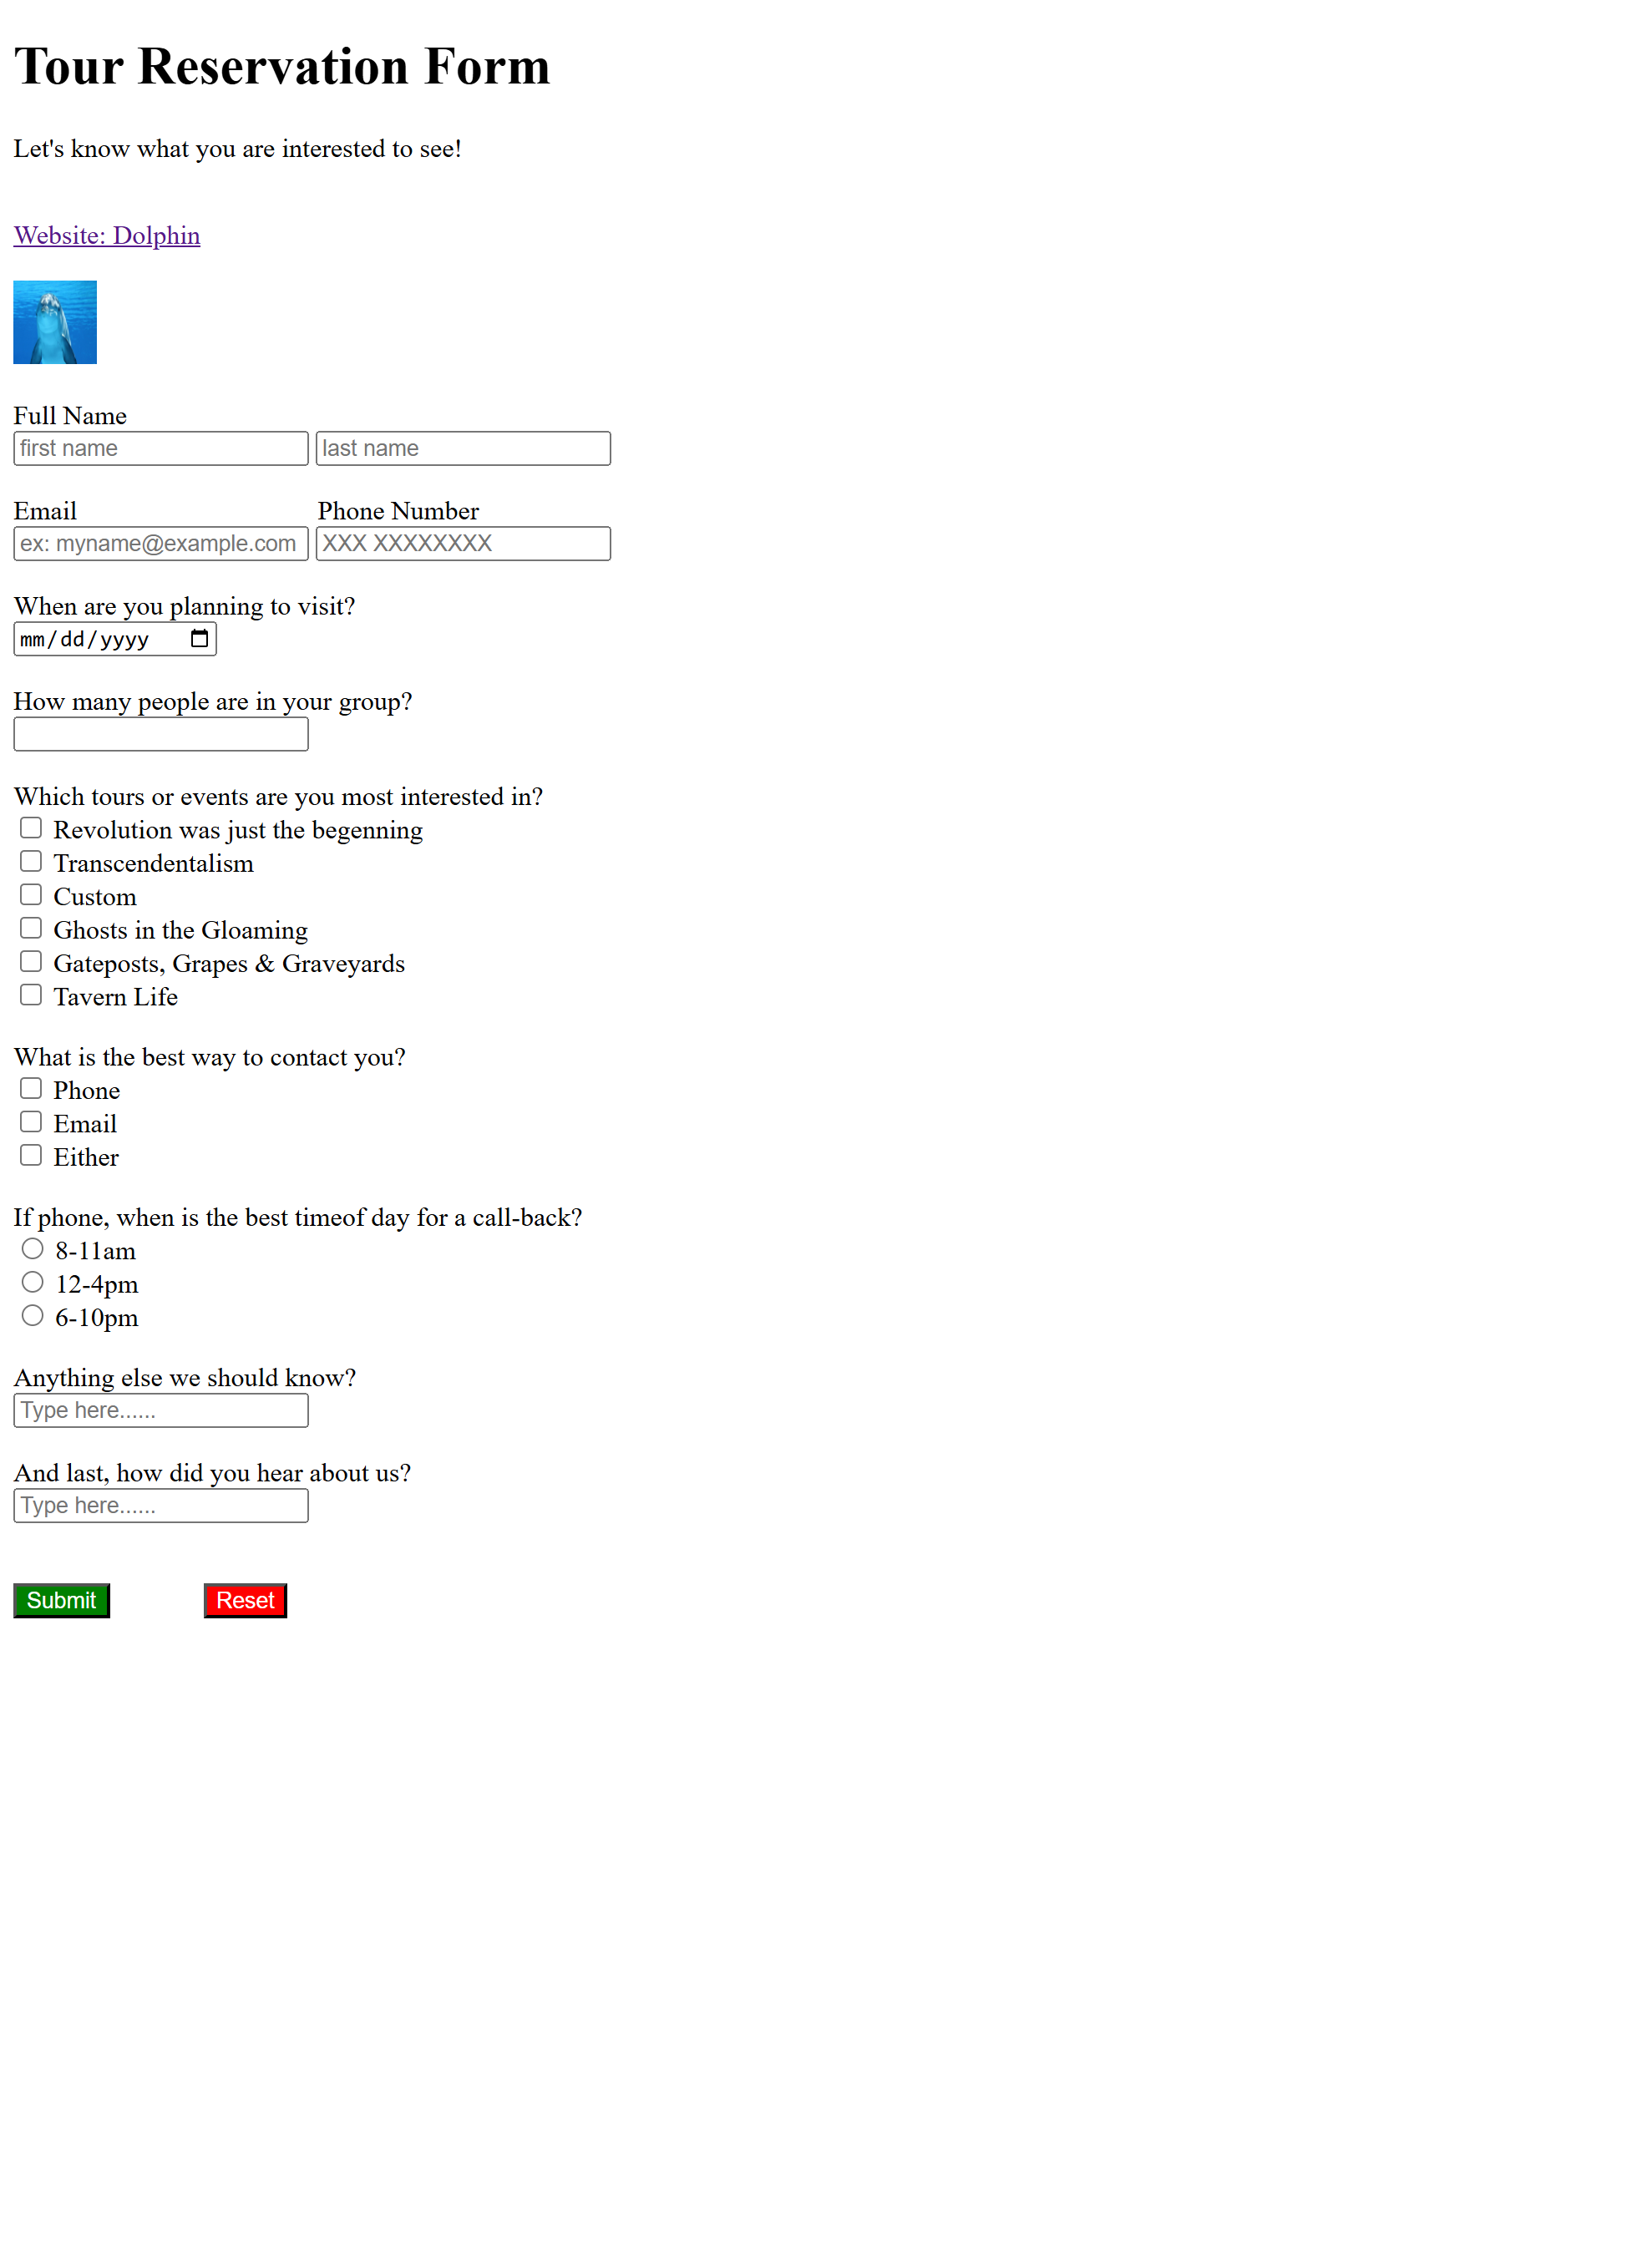 Tour Reservation Form
Let's know what you are interested to see!
Website: Dolphin
Full Name
first name last name
Email Phone Number
ex: myname@example.com XXX XXXXXXXX
When are you planning to visit?
mm/dd/yyyy
How many people are in your group?
Which tours or events are you most interested in?
Revolution was just the begenning
Transcendentalism
Custom
Ghosts in the Gloaming
Gateposts, Grapes & Graveyards
Tavern Life
What is the best way to contact you?
Phone
Email
Either
If phone, when is the best timeof day for a call-back?
8-11am
12-4pm
6-10pm
Anything else we should know?
Type here......
And last, how did you hear about us?
Type here......
Submit Reset